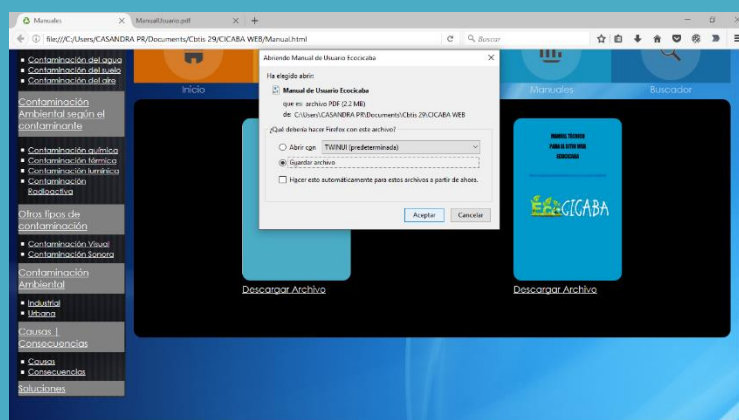 Manuales
ManualUsuario.pdf
file:///C:/Users/CASANDRA PR/Documents/Cbtis 29/CICABA WEB/Manual.html
Buscar
Contaminación del agua
Contaminación del suelo
Contaminación del aire
Contaminación
Ambiental según el
contaminante
Contaminación química
Contaminación térmica
Contaminación lumínica
Contaminación
Radioactiva
Otros tipos de
contaminación
Contaminación Visual
Contaminación Sonora
Contaminación
Ambiental
Industrial
Urbana
Causas |
Consecuencias
Causas
Consecuencias
Soluciones
Inicio
Manuales
Buscador
Abriendo Manual de Usuario Ecocicaba
Ha elegido abrir:
Manual de Usuario Ecocicaba
que es: archivo PDF (2.2 MB)
de: C:\Users\CASANDRA PR\Documents\Cbtis 29\CICABA WEB
¿Qué debería hacer Firefox con este archivo?
Abrir con TWINUI (predeterminada)
Guardar archivo
Hacer esto automáticamente para estos archivos a partir de ahora.
Aceptar
Cancelar
MANUAL TÉCNICO
PARA EL SITIO WEB
ECOCICABA
CICABA
Descargar Archivo
Descargar Archivo